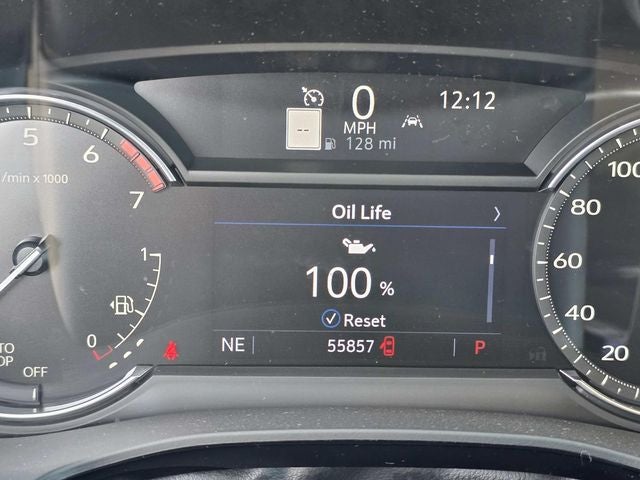 0 12:12
--
MPH
128 mi
5
6
7
/min x 1000
1
0
TO
OP
OFF
Oil Life
100 %
Reset
NE 55857 P
100
80
60
40
20